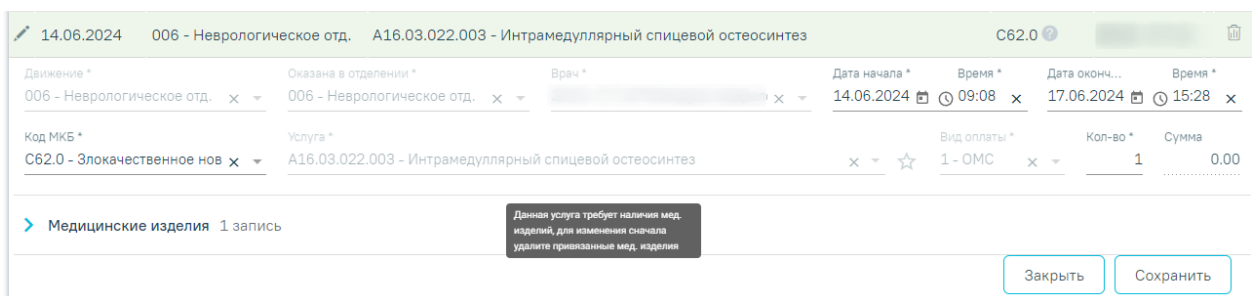 14.06.2024 006 - Неврологическое отд. A16.03.022.003 - Интрамедуллярный спицевой остеосинтез C62.0
Движение * Оказана в отделении * Врач * Дата начала * Время * Дата оконч... Время *
006 - Неврологическое отд. 006 - Неврологическое отд. 14.06.2024 09:08 17.06.2024 15:28
Код МКБ * Услуга * Вид оплаты * Кол-во * Сумма
C62.0 - Злокачественное нов A16.03.022.003 - Интрамедуллярный спицевой остеосинтез 1 - ОМС 1 0.00
Медицинские изделия 1 запись
Данная услуга требует наличия мед.
изделий, для изменения сначала
удалите привязанные мед. изделия
Закрыть Сохранить